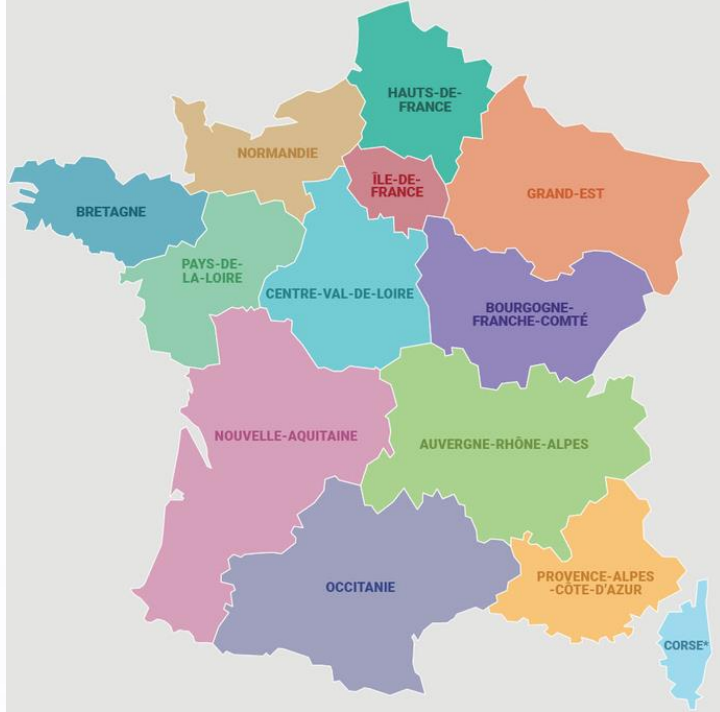 HAUTS-DE-
FRANCE
NORMANDIE
ÎLE-DE-
FRANCE
GRAND-EST
BRETAGNE
PAYS-DE-
LA-LOIRE
CENTRE-VAL-DE-LOIRE
BOURGOGNE-
FRANCHE-COMTÉ
NOUVELLE-AQUITAINE
AUVERGNE-RHÔNE-ALPES
OCCITANIE
PROVENCE-ALPES
-CÔTE-D'AZUR
CORSE*